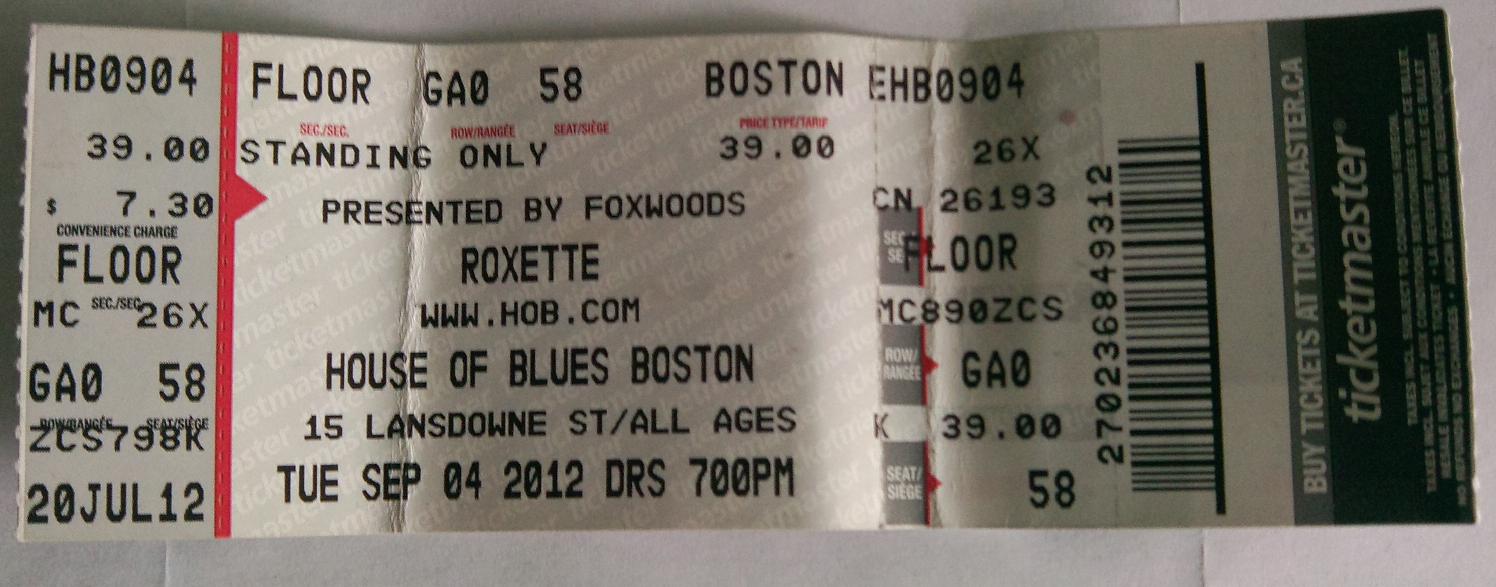 HB0904
39.00
$ 7.30
CONVENIENCE CHARGE
FLOOR
SEC./SEC.
MC 26X
GA0 58
ROW/RANGÉE SEAT/SIÈGE
ZCS798K
20JUL12
FLOOR GA0 58 BOSTON
SEC./SEC. ROW/RANGÉE SEAT/SIÈGE PRICE TYPE/TARIF
STANDING ONLY 39.00
PRESENTED BY FOXWOODS
ROXETTE
WWW.HOB.COM
HOUSE OF BLUES BOSTON
15 LANSDOWNE ST/ALL AGES
TUE SEP 04 2012 DRS 700PM
EHB0904
26X
CN 26193
FLOOR
MC890ZCS
ROW/
RANGÉE
GA0
K 39.00
SEAT/
SIÈGE
58
270236849312
BUY TICKETS AT TICKETMASTER.CA
ticketmaster®